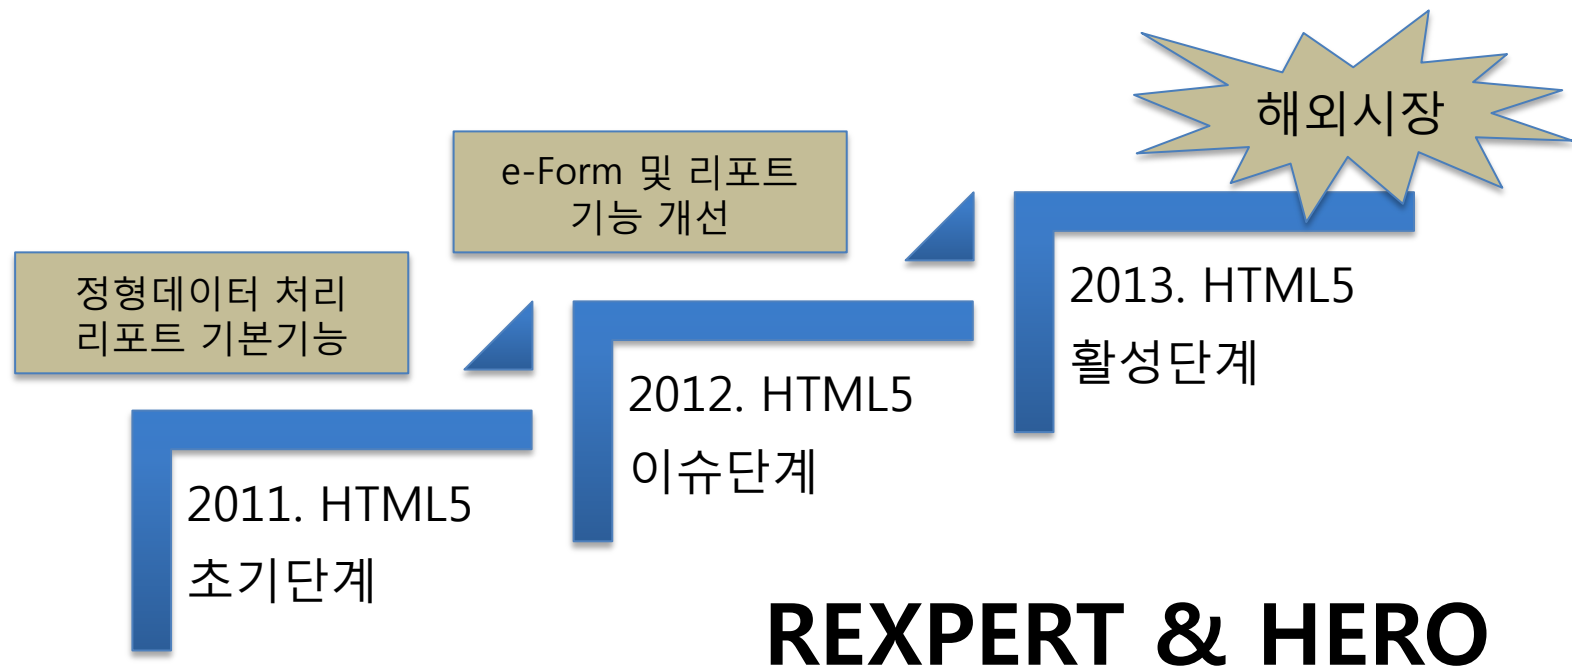 정형데이터 처리
리포트 기본기능
2011. HTML5
초기단계
e-Form 및 리포트
기능 개선
2012. HTML5
이슈단계
해외시장
2013. HTML5
활성단계
REXPERT & HERO